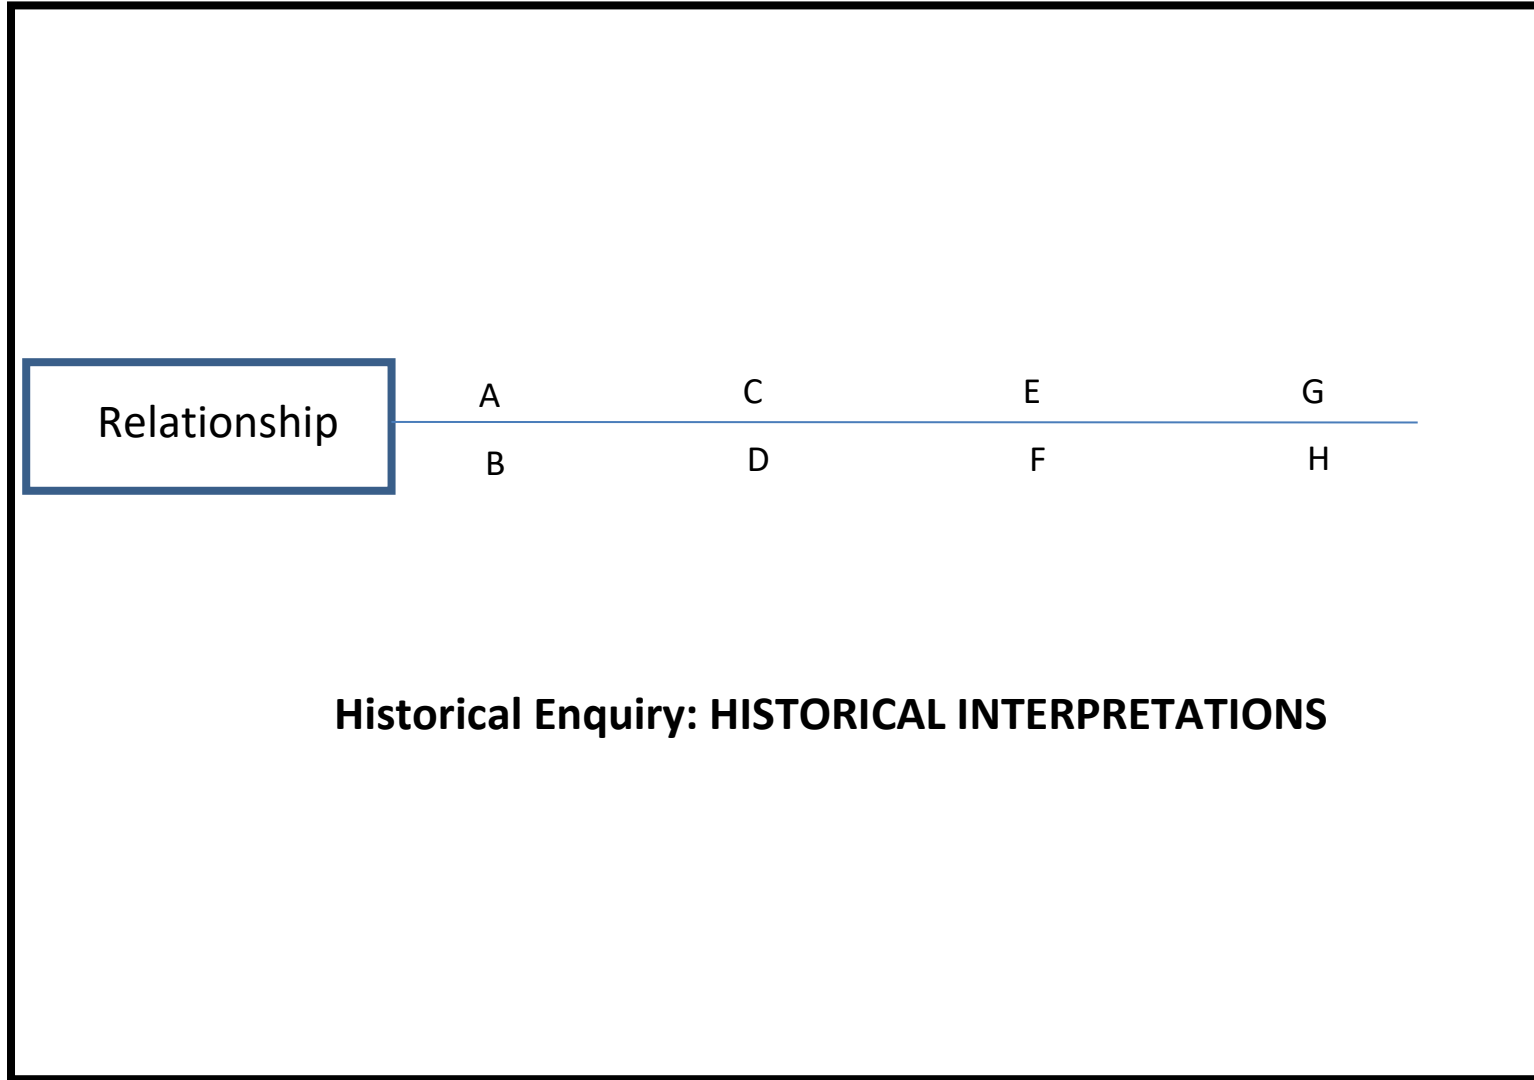 A C E G
Relationship
B D F H
Historical Enquiry: HISTORICAL INTERPRETATIONS